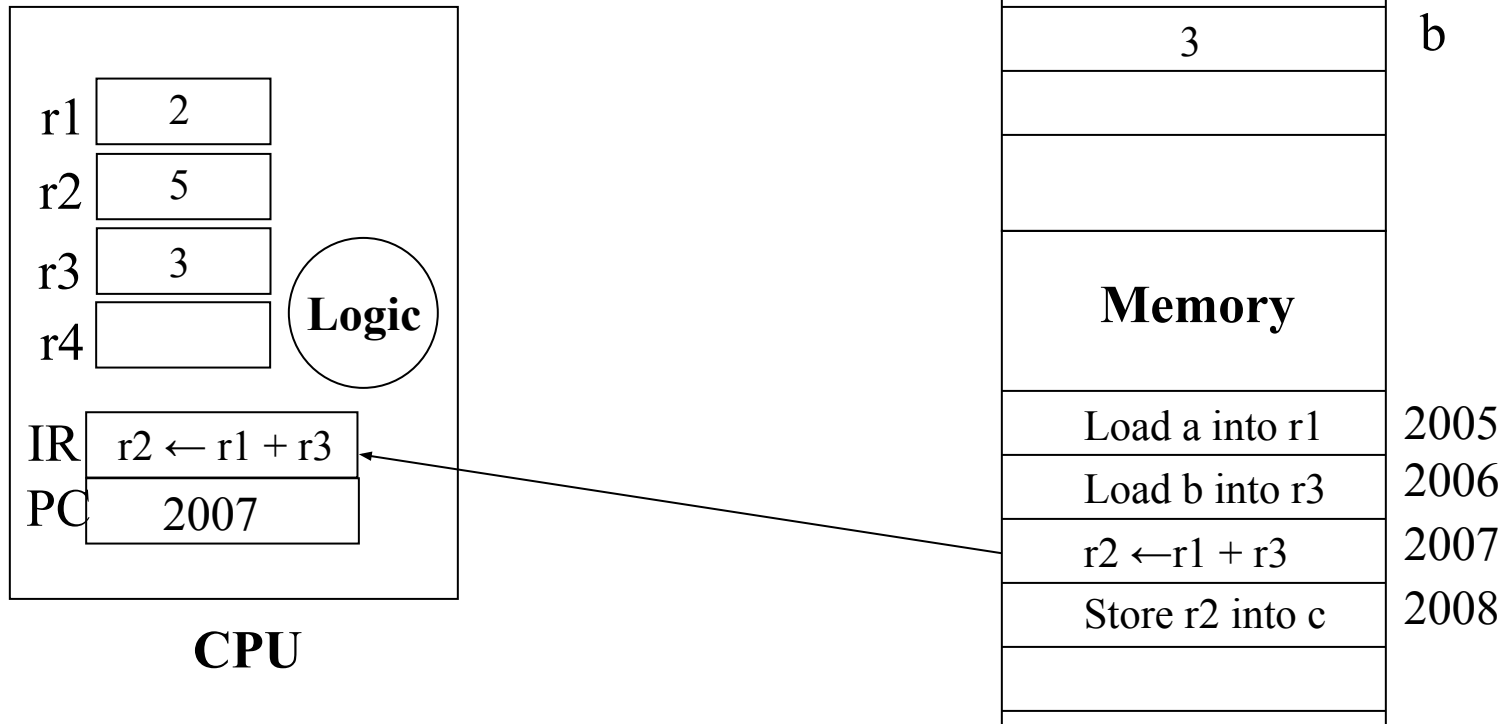 r1 2
r2 5
r3 3
r4
Logic
IR r2 ← r1 + r3
PC 2007
CPU
3 b
Memory
Load a into r1 2005
Load b into r3 2006
r2 ←r1 + r3 2007
Store r2 into c 2008